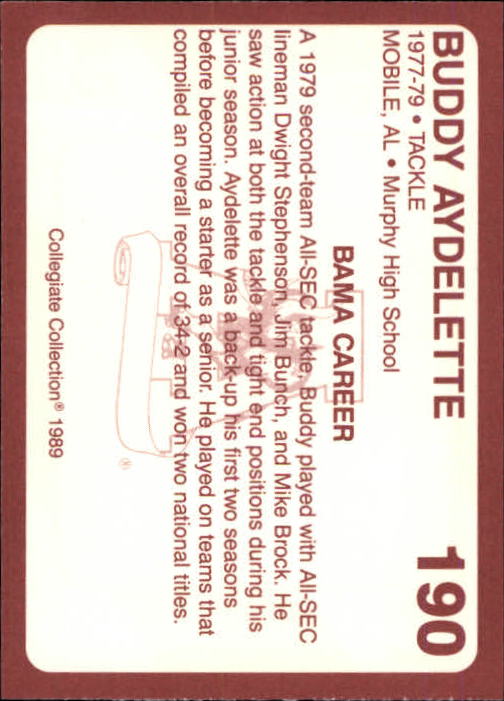 BUDDY AYDELETTE 190
1977-79 • TACKLE
MOBILE, AL • Murphy High School
BAMA CAREER
A 1979 second-team All-SEC tackle, Buddy played with All-SEC
lineman Dwight Stephenson, Jim Bunch, and Mike Brock. He
saw action at both the tackle and tight end positions during his
junior season. Aydelette was a back-up his first two seasons
before becoming a starter as a senior. He played on teams that
compiled an overall record of 34-2 and won two national titles.
®
Collegiate Collection® 1989